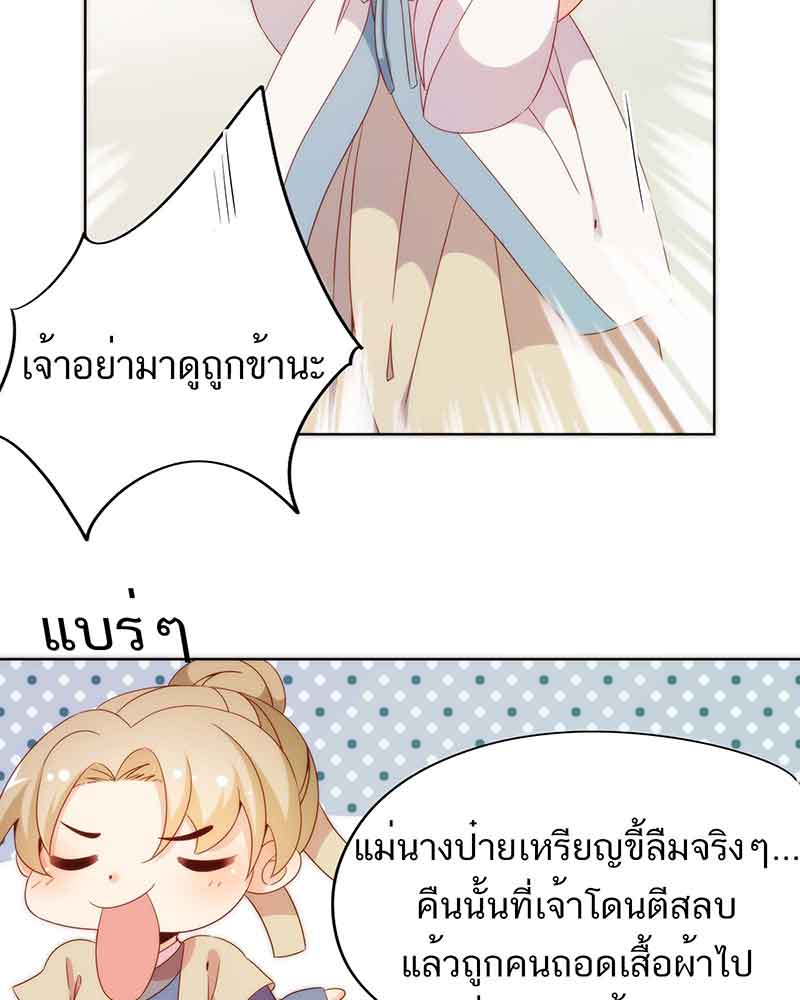 เจ้าอย่ามาดูถูกข้านะ
แบร่ๆ
แม่นางป๋ายเหรียญขี้ลืมจริงๆ...
คืนนั้นที่เจ้าโดนตีสลบ
แล้วถูกคนถอดเสื้อผ้าไป